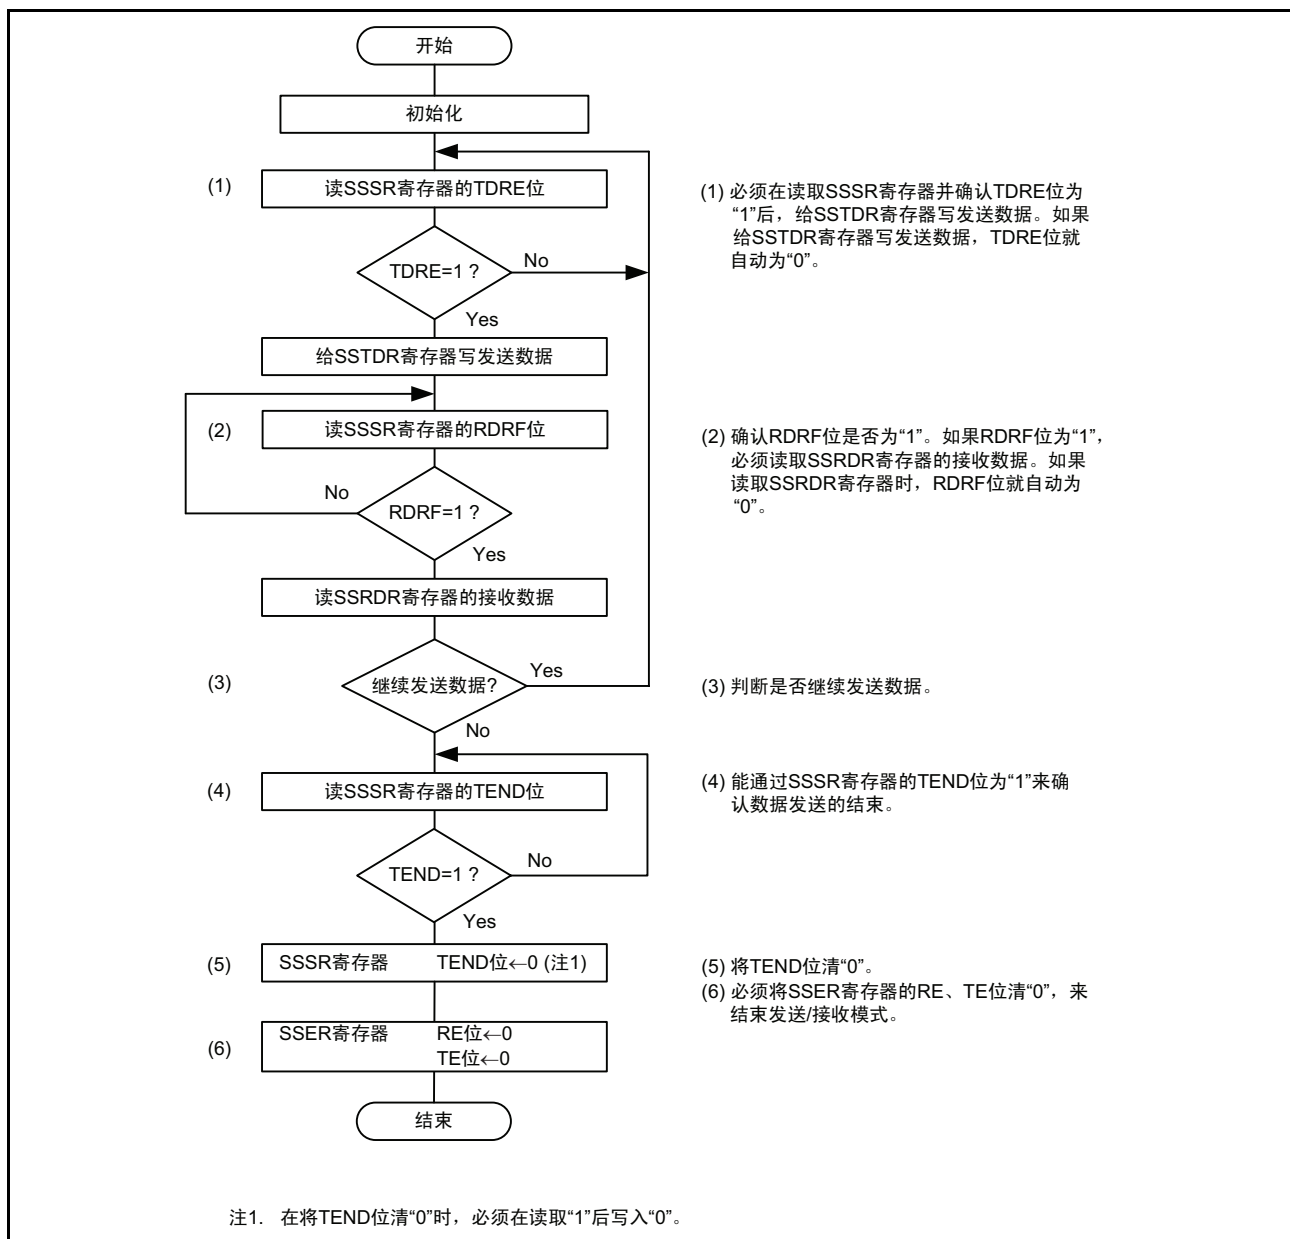 开始
初始化
(1)
读SSSR寄存器的TDRE位
TDRE=1 ?
No
Yes
给SSTDR寄存器写发送数据
(2)
读SSSR寄存器的RDRF位
No
RDRF=1 ?
Yes
读SSRDR寄存器的接收数据
(3)
继续发送数据?
Yes
No
(4)
读SSSR寄存器的TEND位
TEND=1 ?
No
Yes
(5)
SSSR寄存器 TEND位←0 (注1)
(6)
SSER寄存器 RE位←0
TE位←0
结束
(1) 必须在读取SSSR寄存器并确认TDRE位为
“1”后，给SSTDR寄存器写发送数据。如果
给SSTDR寄存器写发送数据，TDRE位就
自动为“0”。
(2) 确认RDRF位是否为“1”。如果RDRF位为“1”，
必须读取SSRDR寄存器的接收数据。如果
读取SSRDR寄存器时，RDRF位就自动为
“0”。
(3) 判断是否继续发送数据。
(4) 能通过SSSR寄存器的TEND位为“1”来确
认数据发送的结束。
(5) 将TEND位清“0”。
(6) 必须将SSER寄存器的RE、TE位清“0”，来
结束发送/接收模式。
注1. 在将TEND位清“0”时，必须在读取“1”后写入“0”。